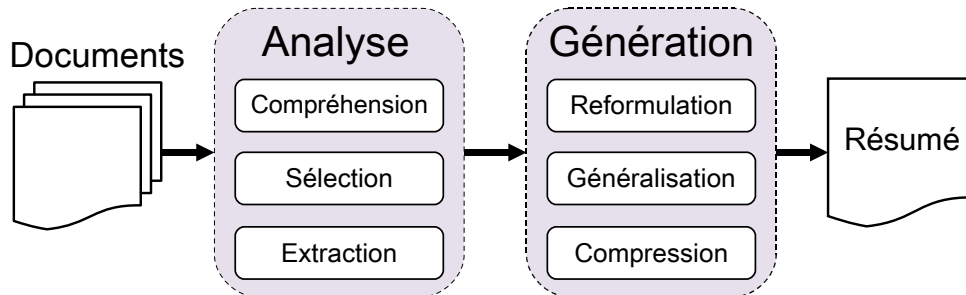 Documents
Analyse
Compréhension
Sélection
Extraction
Génération
Reformulation
Généralisation
Compression
Résumé